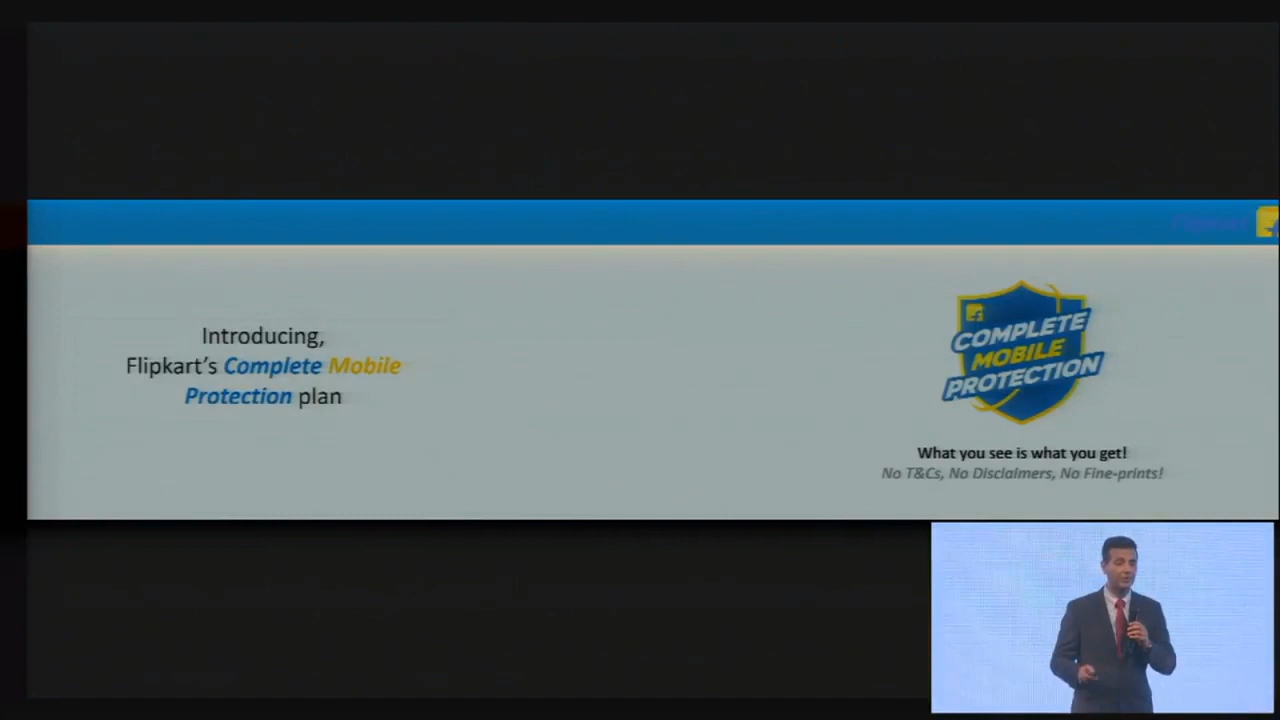 Introducing,
Flipkart's Complete Mobile
Protection plan
COMPLETE
MOBILE
PROTECTION
What you see is what you get!
No T&Cs, No Disclaimers, No Fine-prints!